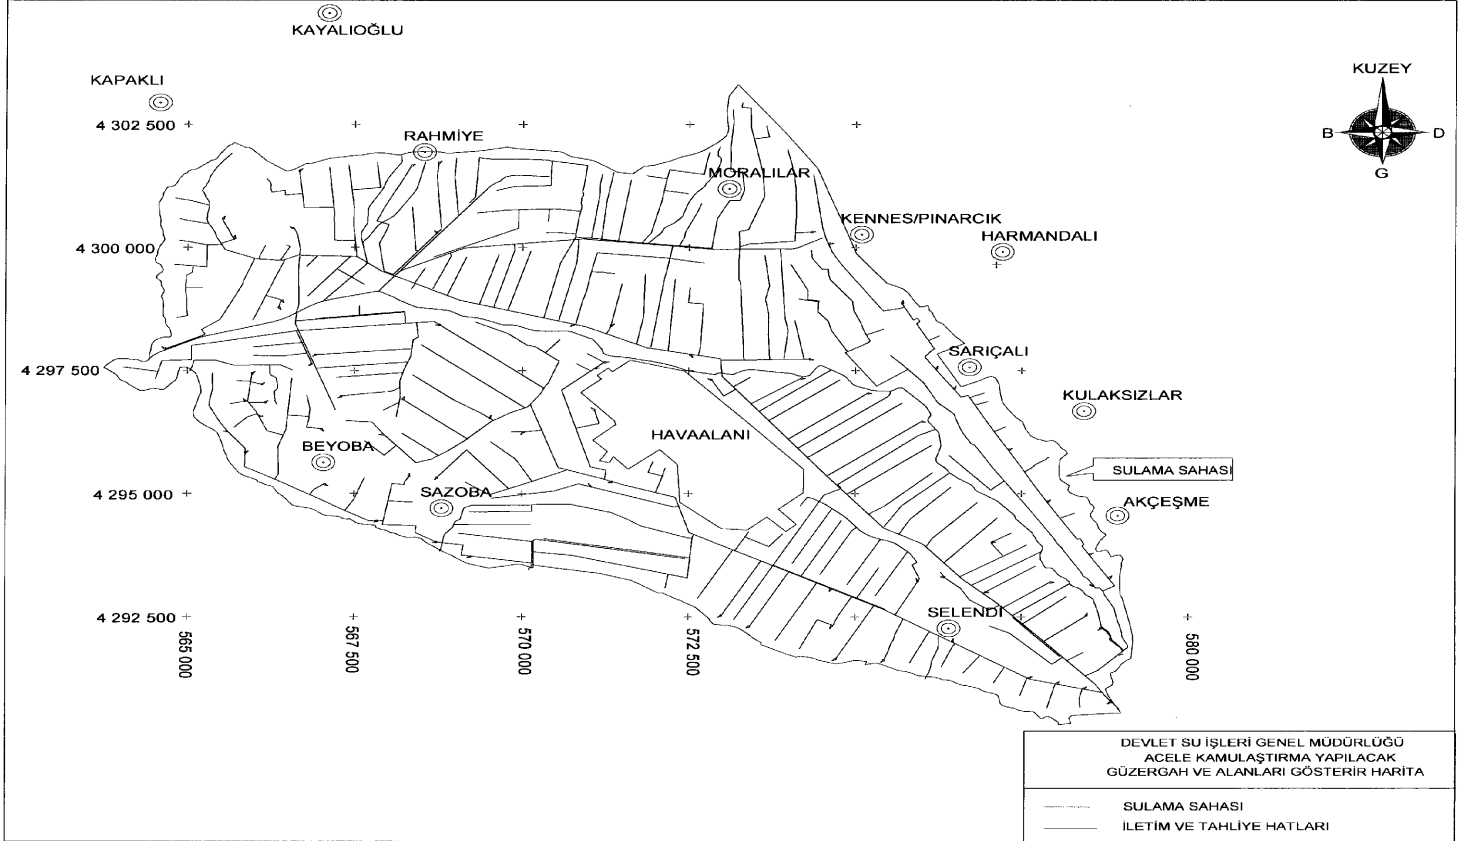 KAYALIOĞLU
KUZEY
KAPAKLI
4 302 500
RAHMİYE
B
D
G
MORALILAR
KENNES/PINARCIK
HARMANDALI
4 300 000
SARIÇALI
4 297 500
KULAKSIZLAR
HAVAALANI
BEYOBA
SULAMA SAHASI
4 295 000
SAZOBA
AKÇEŞME
4 292 500
SELENDİ
565 000
567 500
570 000
572 500
580 000
DEVLET SU İŞLERİ GENEL MÜDÜRLÜĞÜ
ACELE KAMULAŞTIRMA YAPILACAK
GÜZERGAH VE ALANLARI GÖSTERİR HARİTA
SULAMA SAHASI
İLETİM VE TAHLİYE HATLARI